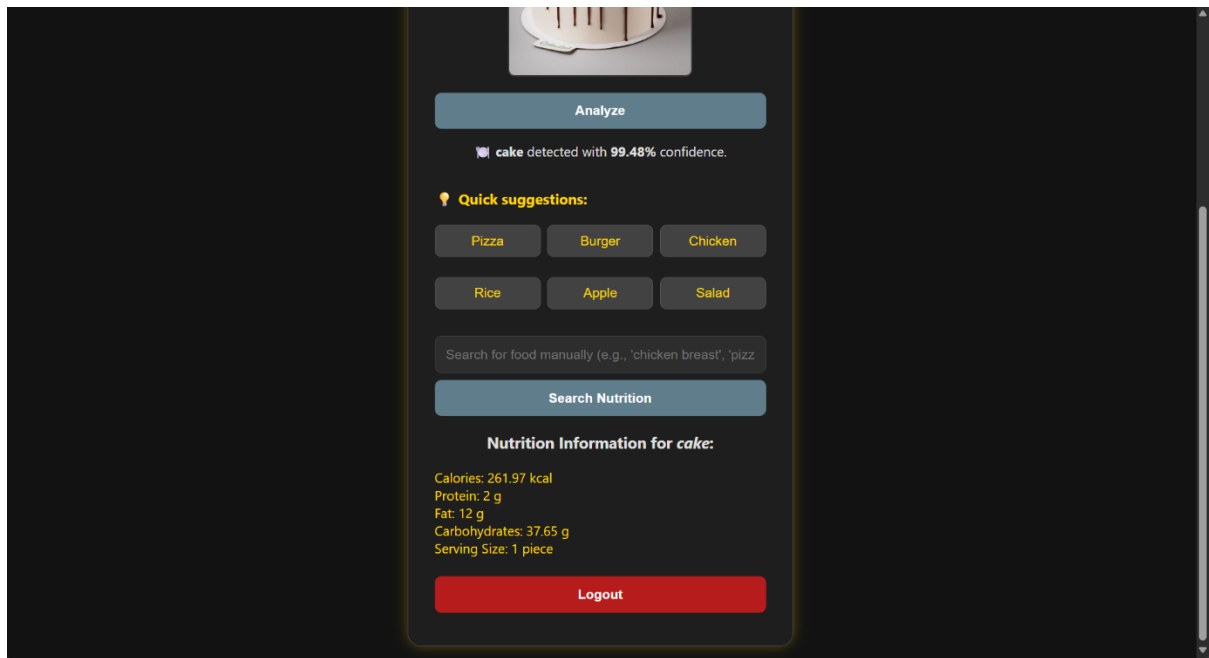 Analyze
🍽 cake detected with 99.48% confidence.
💡 Quick suggestions:
Pizza Burger Chicken
Rice Apple Salad
Search for food manually (e.g., 'chicken breast', 'pizz
Search Nutrition
Nutrition Information for cake:
Calories: 261.97 kcal
Protein: 2 g
Fat: 12 g
Carbohydrates: 37.65 g
Serving Size: 1 piece
Logout